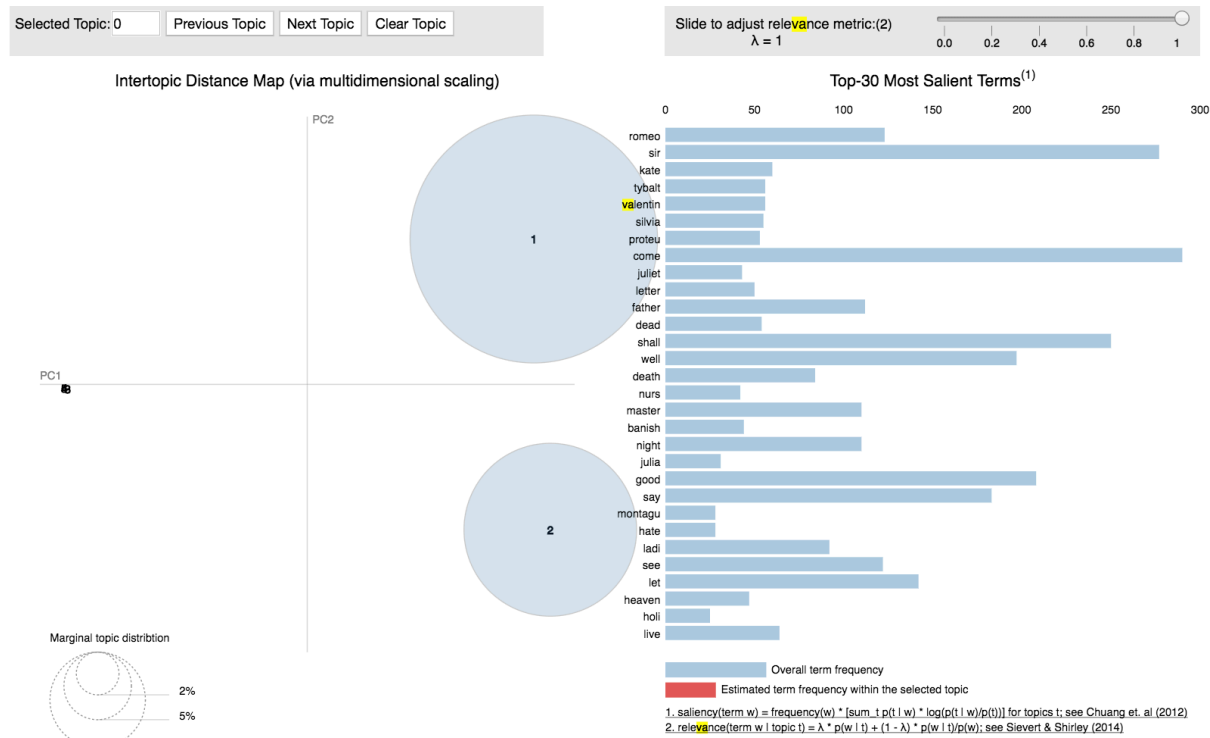 Selected Topic: 0 Previous Topic Next Topic Clear Topic
Slide to adjust relevance metric:(2)
λ = 1
0.0 0.2 0.4 0.6 0.8 1
Intertopic Distance Map (via multidimensional scaling)
PC2
PC1
1
2
Marginal topic distribtion
2%
5%
Top-30 Most Salient Terms(1)
0 50 100 150 200 250 300
romeo
sir
kate
tybalt
valentin
silvia
proteu
come
juliet
letter
father
dead
shall
well
death
nurs
master
banish
night
julia
good
say
montagu
hate
ladi
see
let
heaven
holi
live
Overall term frequency
Estimated term frequency within the selected topic
1. saliency(term w) = frequency(w) * [sum_t p(t | w) * log(p(t | w)/p(t))] for topics t; see Chuang et. al (2012)
2. relevance(term w | topic t) = λ * p(w | t) + (1 - λ) * p(w | t)/p(w); see Sievert & Shirley (2014)